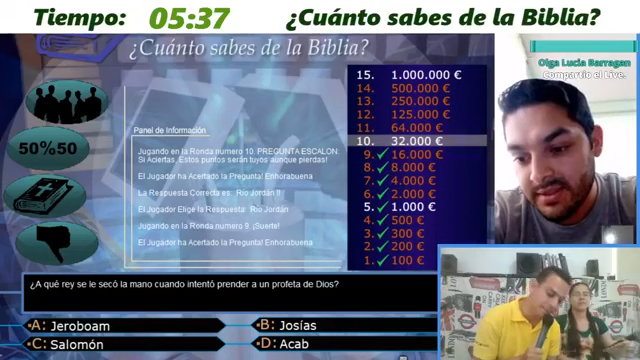 Tiempo: 05:37 ¿Cuánto sabes de la Biblia?
¿Cuánto sabes de la Biblia?
50%50
Panel de Información
Jugando en la Ronda numero 10. PREGUNTA ESCALON.
Si Aciertas, Estos puntos serán tuyos aunque pierdas!
El Jugador ha Acertado la Pregunta! Enhorabuena
La Respuesta Correcta es: Río Jordán !!
El Jugador Elige la Respuesta: Río Jordán
Jugando en la Ronda numero 9. ¡Suerte!
El Jugador ha Acertado la Pregunta! Enhorabuena
15. 1.000.000 €
14. 500.000 €
13. 250.000 €
12. 125.000 €
11. 64.000 €
10. 32.000 €
9. 16.000 €
8. 8.000 €
7. 4.000 €
6. 2.000 €
5. 1.000 €
4. 500 €
3. 300 €
2. 200 €
1. 100 €
Olga Lucia Barragan
Compartio el Live.
¿A qué rey se le secó la mano cuando intentó prender a un profeta de Dios?
A: Jeroboam
B: Josías
C: Salomón
D: Acab